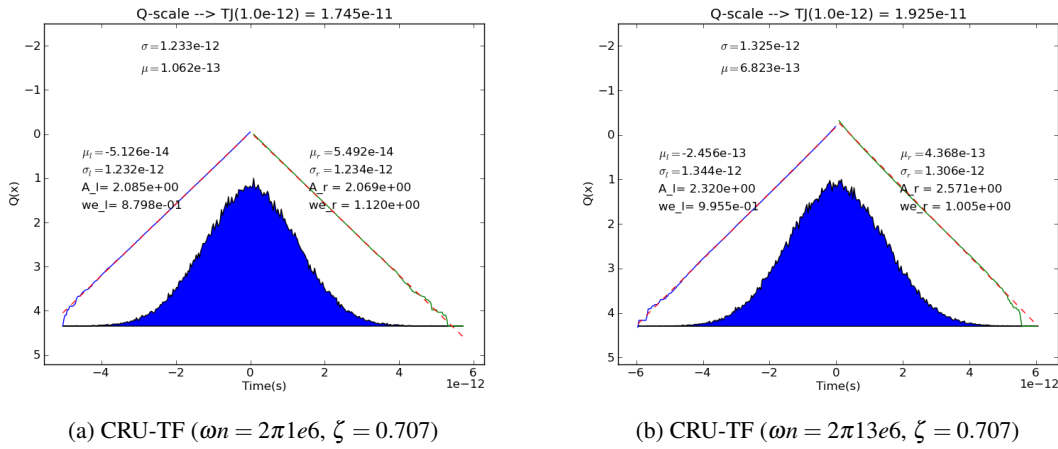 Q-scale --> TJ(1.0e-12) = 1.745e-11
σ=1.233e-12
μ=1.062e-13
μ_l=-5.126e-14
σ_l=1.232e-12
A_l= 2.085e+00
we_l= 8.798e-01
μ_r=5.492e-14
σ_r=1.234e-12
A_r = 2.069e+00
we_r = 1.120e+00
Q(x)
−2
−1
0
1
2
3
4
5
−4 −2 0 2 4 6
1e−12
Time(s)
(a) CRU-TF (ωn = 2π1e6, ζ = 0.707)
Q-scale --> TJ(1.0e-12) = 1.925e-11
σ=1.325e-12
μ=6.823e-13
μ_l=-2.456e-13
σ_l=1.344e-12
A_l= 2.320e+00
we_l= 9.955e-01
μ_r=4.368e-13
σ_r=1.306e-12
A_r = 2.571e+00
we_r = 1.005e+00
Q(x)
−2
−1
0
1
2
3
4
5
−6 −4 −2 0 2 4 6
1e−12
Time(s)
(b) CRU-TF (ωn = 2π13e6, ζ = 0.707)